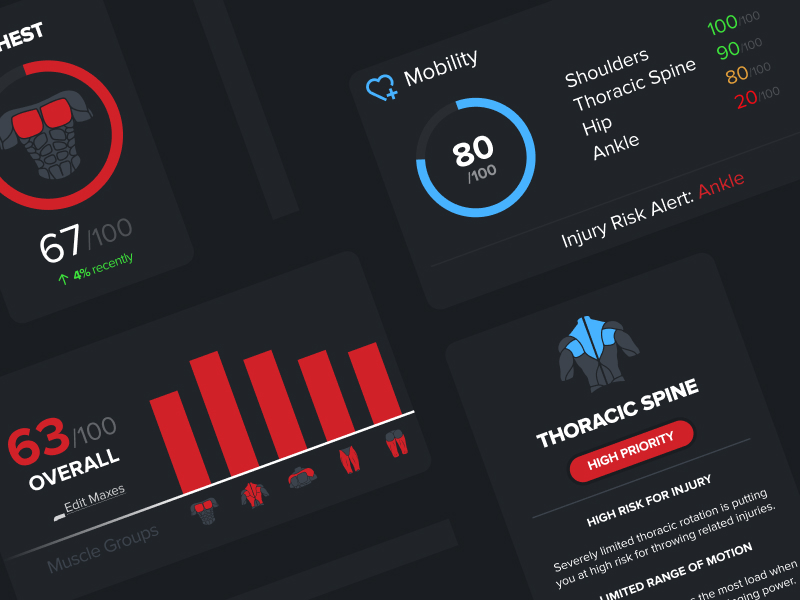 HEST
67/100
↑ 4% recently
Mobility
80
/100
Shoulders 100/100
Thoracic Spine 90/100
Hip 80/100
Ankle 20/100
Injury Risk Alert: Ankle
63/100
OVERALL
Edit Maxes
Muscle Groups
THORACIC SPINE
HIGH PRIORITY
HIGH RISK FOR INJURY
Severely limited thoracic rotation is putting
you at high risk for throwing related injuries.
LIMITED RANGE OF MOTION
the most load when
power.